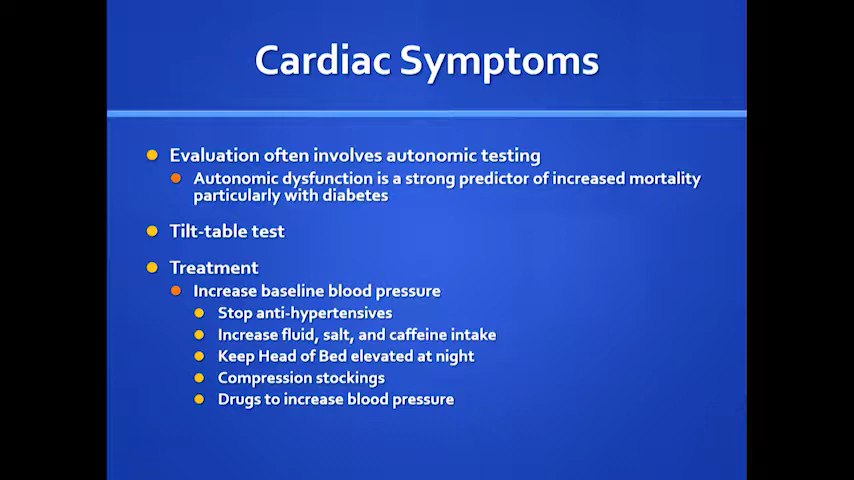 Cardiac Symptoms
Evaluation often involves autonomic testing
Autonomic dysfunction is a strong predictor of increased mortality
particularly with diabetes
Tilt-table test
Treatment
Increase baseline blood pressure
Stop anti-hypertensives
Increase fluid, salt, and caffeine intake
Keep Head of Bed elevated at night
Compression stockings
Drugs to increase blood pressure